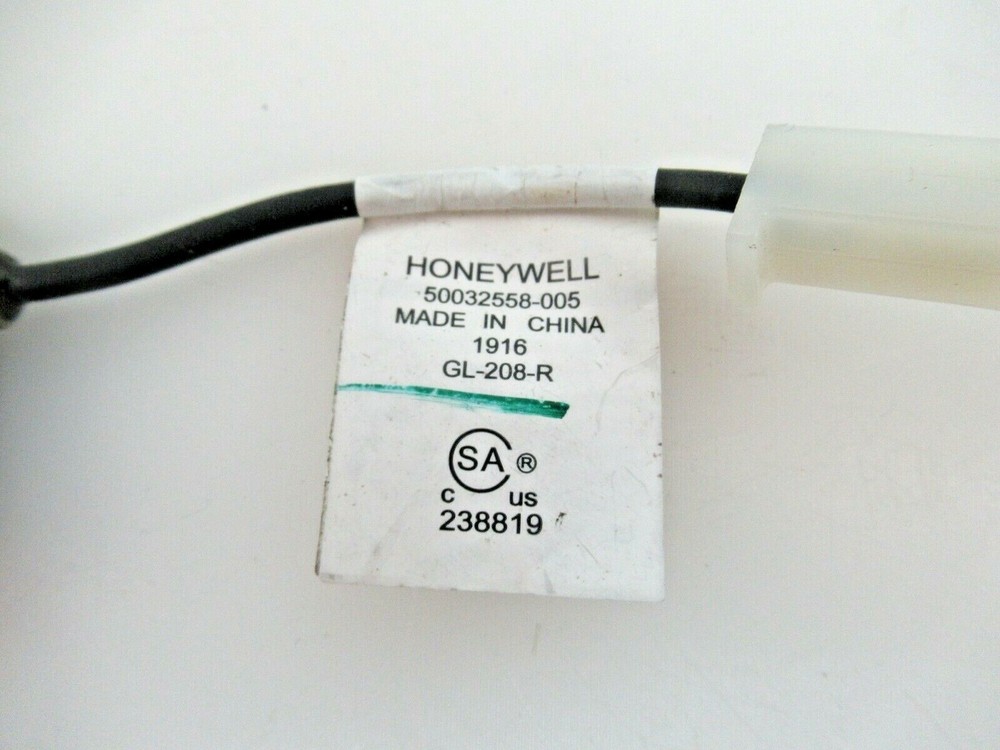 HONEYWELL
50032558-005
MADE IN CHINA
1916
GL-208-R
SA ®
C US
238819